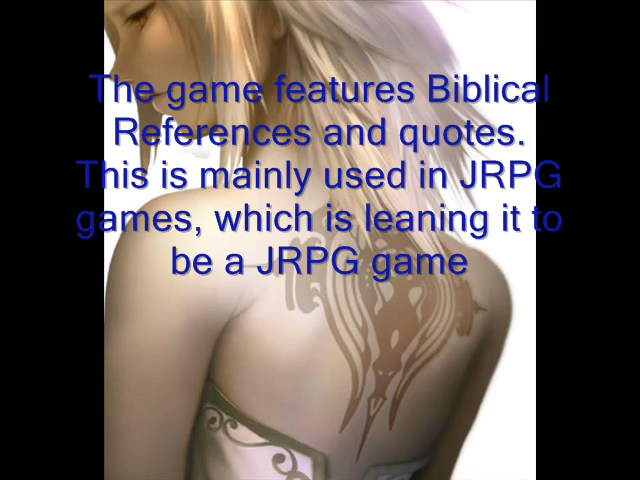 The game features Biblical
References and quotes.
This is mainly used in JRPG
games, which is leaning it to
be a JRPG game